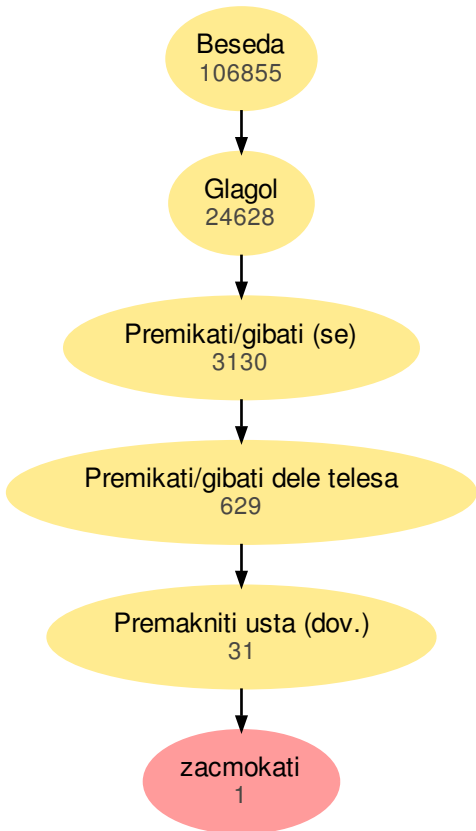 Beseda
106855
Glagol
24628
Premikati/gibati (se)
3130
Premikati/gibati dele telesa
629
Premakniti usta (dov.)
31
zacmokati
1